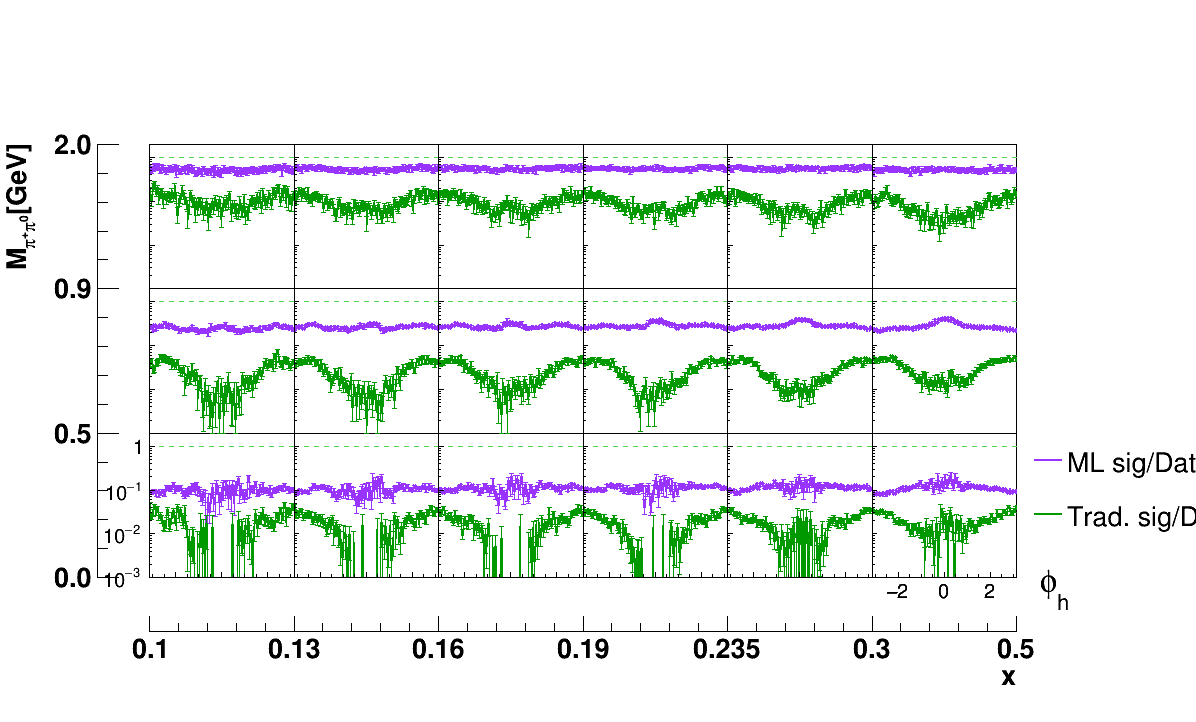 2.0
M_{π⁺π⁰}[GeV]
0.9
0.5
1
10⁻¹
10⁻²
0.0 10⁻³
ML sig/Dat
Trad. sig/D
−2 0 2 ϕ_h
0.1 0.13 0.16 0.19 0.235 0.3 0.5
x